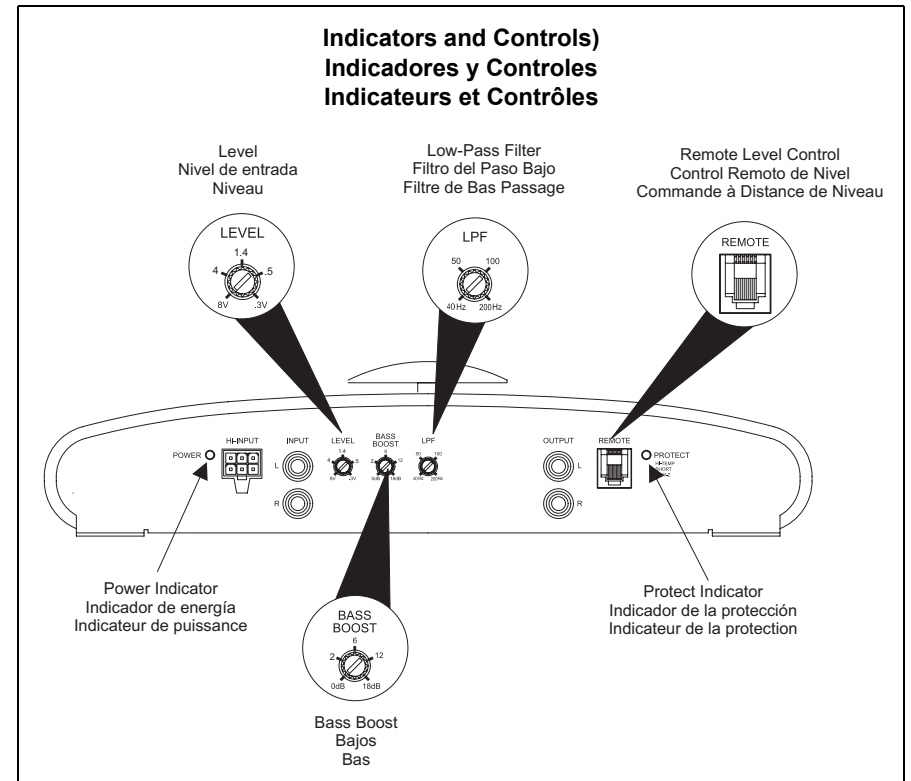 Indicators and Controls)
Indicadores y Controles
Indicateurs et Contrôles
Level
Nivel de entrada
Niveau
Low-Pass Filter
Filtro del Paso Bajo
Filtre de Bas Passage
Remote Level Control
Control Remoto de Nivel
Commande à Distance de Niveau
LEVEL
1.4
4 .5
8V .3V
LPF
50 100
40Hz 200Hz
REMOTE
POWER
HI-INPUT
INPUT
L
R
LEVEL
1.4
4 .5
8V .3V
BASS
BOOST
6
2 12
0dB 18dB
LPF
50 100
40Hz 200Hz
OUTPUT
L
R
REMOTE
PROTECT
HI-TEMP
Power Indicator
Indicador de energía
Indicateur de puissance
Protect Indicator
Indicador de la protección
Indicateur de la protection
BASS
BOOST
6
2 12
0dB 18dB
Bass Boost
Bajos
Bas